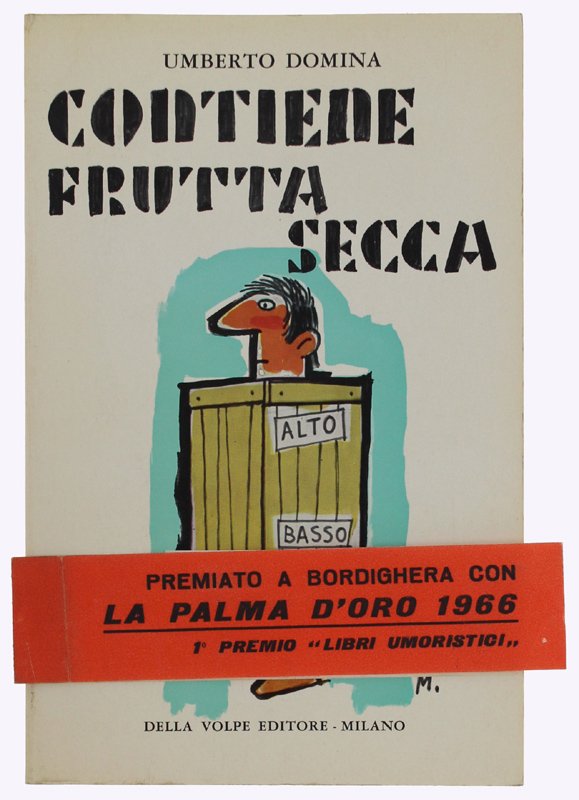 UMBERTO DOMINA
CONTIENE
FRUTTA
SECCA
ALTO
BASSO
PREMIATO A BORDIGHERA CON
LA PALMA D'ORO 1966
1° PREMIO “LIBRI UMORISTICI„
M.
DELLA VOLPE EDITORE - MILANO